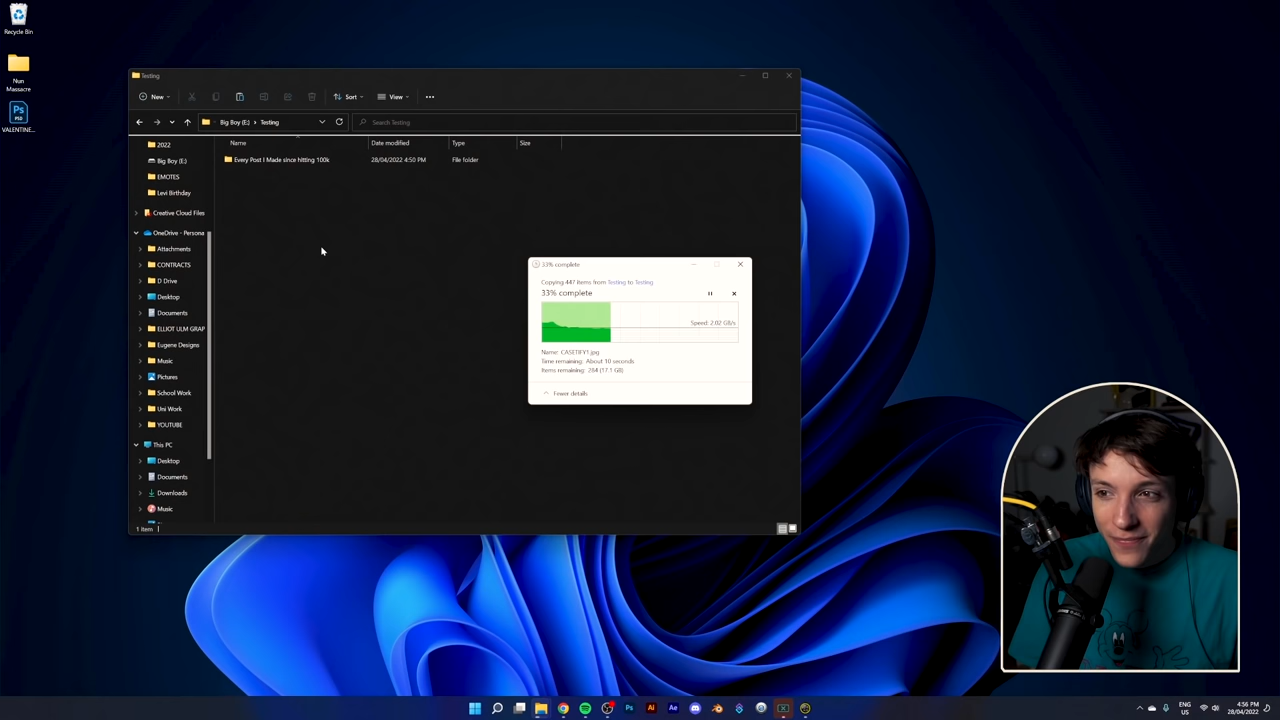 Recycle Bin
Nun
Massacre
Ps
PSD
VALENTINE...
Testing
New
Sort
View
Big Boy (E:) > Testing
Search Testing
Name
Date modified
Type
Size
Every Post I Made since hitting 100k
28/04/2022 4:50 PM
File folder
2022
Big Boy (E:)
EMOTES
Levi Birthday
Creative Cloud Files
OneDrive - Persona
Attachments
CONTRACTS
D Drive
Desktop
Documents
ELLIOT ULM GRAP
Eugene Designs
Music
Pictures
School Work
Uni Work
YOUTUBE
This PC
Desktop
Documents
Downloads
Music
1 item
33% complete
Copying 447 items from Testing to Testing
33% complete
Speed: 2.02 GB/s
Name: CASETIFY1.jpg
Time remaining: About 10 seconds
Items remaining: 284 (17.1 GB)
Fewer details
Ps
Ai
Ae
ENG
US
4:56 PM
28/04/2022